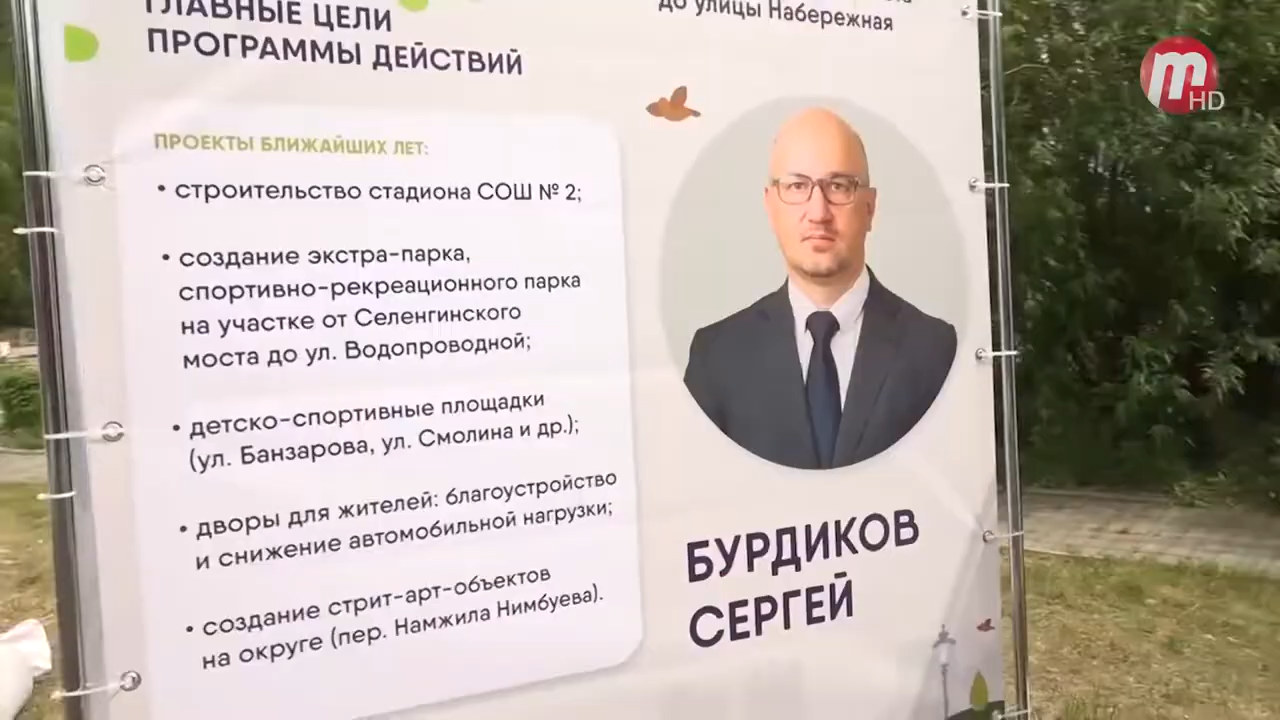 ГЛАВНЫЕ ЦЕЛИ
ПРОГРАММЫ ДЕЙСТВИЙ
ПРОЕКТЫ БЛИЖАЙШИХ ЛЕТ:
• строительство стадиона СОШ № 2;
• создание экстра-парка,
спортивно-рекреационного парка
на участке от Селенгинского
моста до ул. Водопроводной;
• детско-спортивные площадки
(ул. Банзарова, ул. Смолина и др.);
• дворы для жителей: благоустройство
и снижение автомобильной нагрузки;
• создание стрит-арт-объектов
на округе (пер. Намжила Нимбуева).
до улицы Набережная
БУРДИКОВ
СЕРГЕЙ
m HD